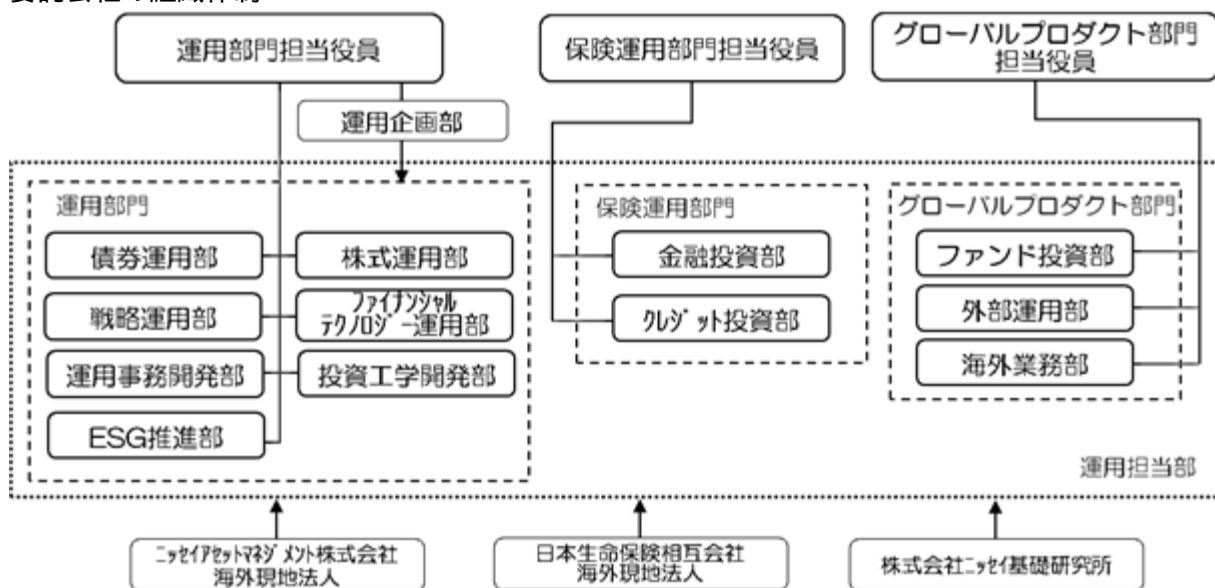 運用部門担当役員
保険運用部門担当役員
グローバルプロダクト部門
担当役員
運用企画部
運用部門
債券運用部
株式運用部
戦略運用部
ファイナンシャル
テクノロジー運用部
運用事務開発部
投資工学開発部
ESG推進部
保険運用部門
金融投資部
クレジット投資部
グローバルプロダクト部門
ファンド投資部
外部運用部
海外業務部
運用担当部
ニッセイアセットマネジメント株式会社
海外現地法人
日本生命保険相互会社
海外現地法人
株式会社ニッセイ基礎研究所